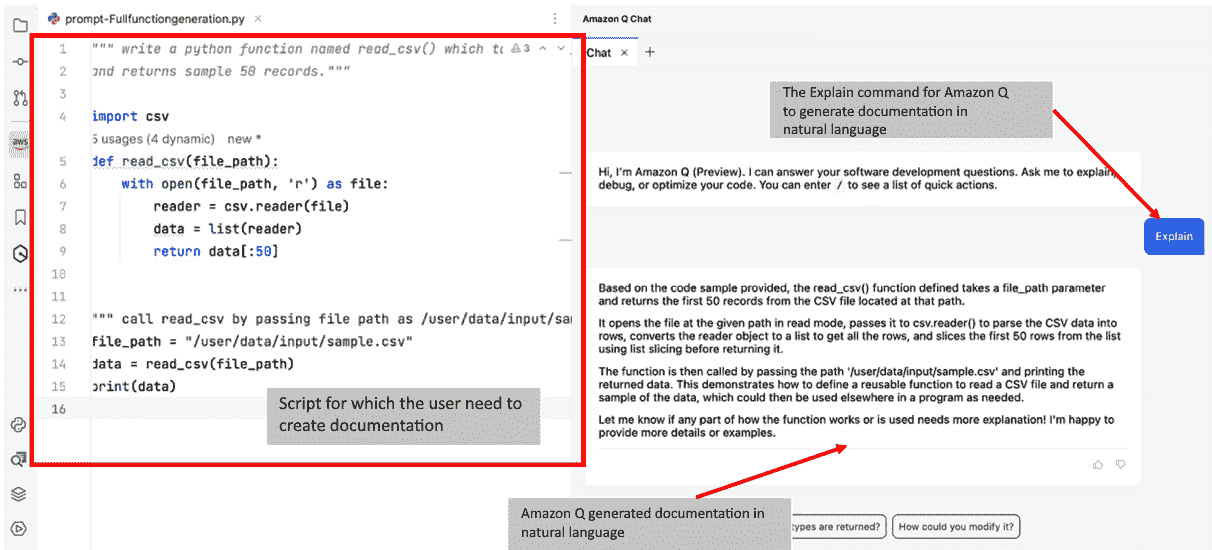 prompt-Fullfunctiongeneration.py
Amazon Q Chat
1 """ write a python function named read_csv() which 3
2 and returns sample 50 records."""
3
4 import csv
5 usages (4 dynamic) new *
5 def read_csv(file_path):
6 with open(file_path, 'r') as file:
7 reader = csv.reader(file)
8 data = list(reader)
9 return data[:50]
10
11
12 """ call read_csv by passing file path as /user/data/input/sam
13 file_path = "/user/data/input/sample.csv"
14 data = read_csv(file_path)
15 print(data)
16
aws
Script for which the user need to
create documentation
Chat
The Explain command for Amazon Q
to generate documentation in
natural language
Hi, I'm Amazon Q (Preview). I can answer your software development questions. Ask me to explain,
debug, or optimize your code. You can enter / to see a list of quick actions.
Explain
Based on the code sample provided, the read_csv() function defined takes a file_path parameter
and returns the first 50 records from the CSV file located at that path.
It opens the file at the given path in read mode, passes it to csv.reader() to parse the CSV data into
rows, converts the reader object to a list to get all the rows, and slices the first 50 rows from the list
using list slicing before returning it.
The function is then called by passing the path '/user/data/input/sample.csv' and printing the
returned data. This demonstrates how to define a reusable function to read a CSV file and return a
sample of the data, which could then be used elsewhere in a program as needed.
Let me know if any part of how the function works or is used needs more explanation! I'm happy to
provide more details or examples.
Amazon Q generated documentation in
natural language
types are returned?
How could you modify it?